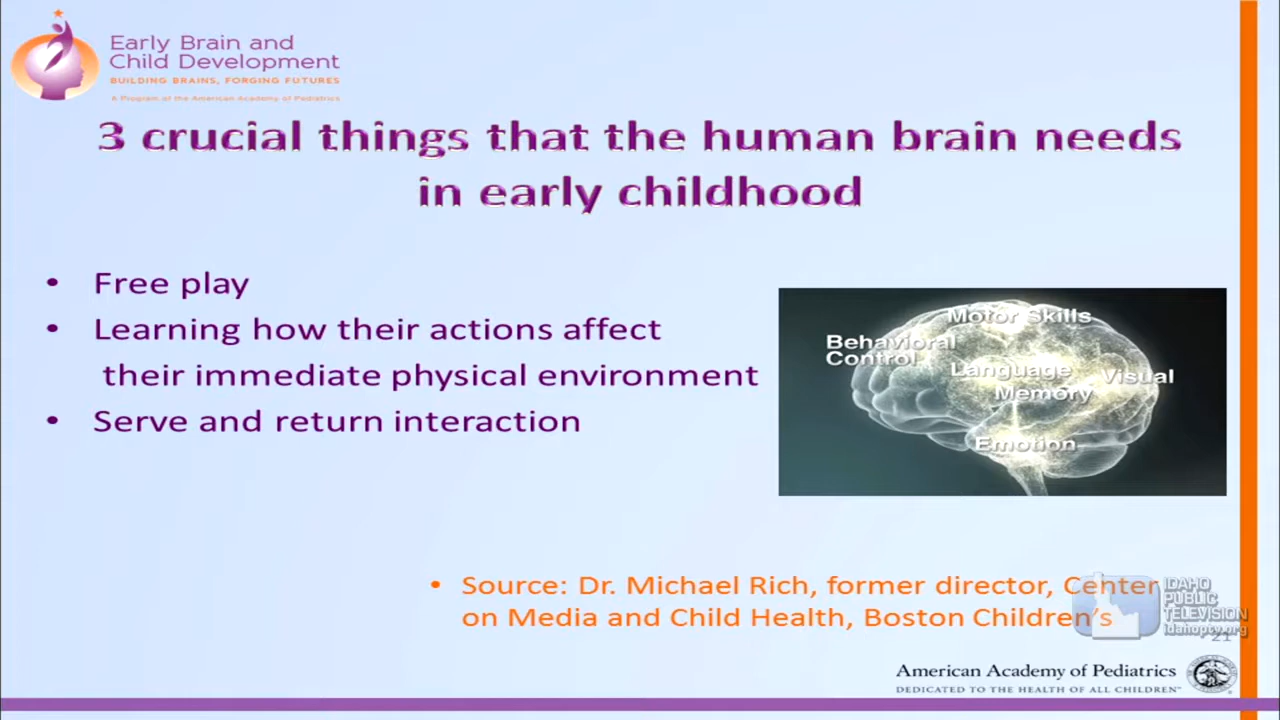 Early Brain and
Child Development
BUILDING BRAINS, FORGING FUTURES
A Program of the American Academy of Pediatrics
3 crucial things that the human brain needs
in early childhood
• Free play
• Learning how their actions affect
their immediate physical environment
• Serve and return interaction
Motor Skills
Behavioral
Control
Language
Visual
Memory
Emotion
• Source: Dr. Michael Rich, former director, Center
on Media and Child Health, Boston Children's
IDAHO
PUBLIC
TELEVISION
idahoptv.org
21
American Academy of Pediatrics
DEDICATED TO THE HEALTH OF ALL CHILDREN™